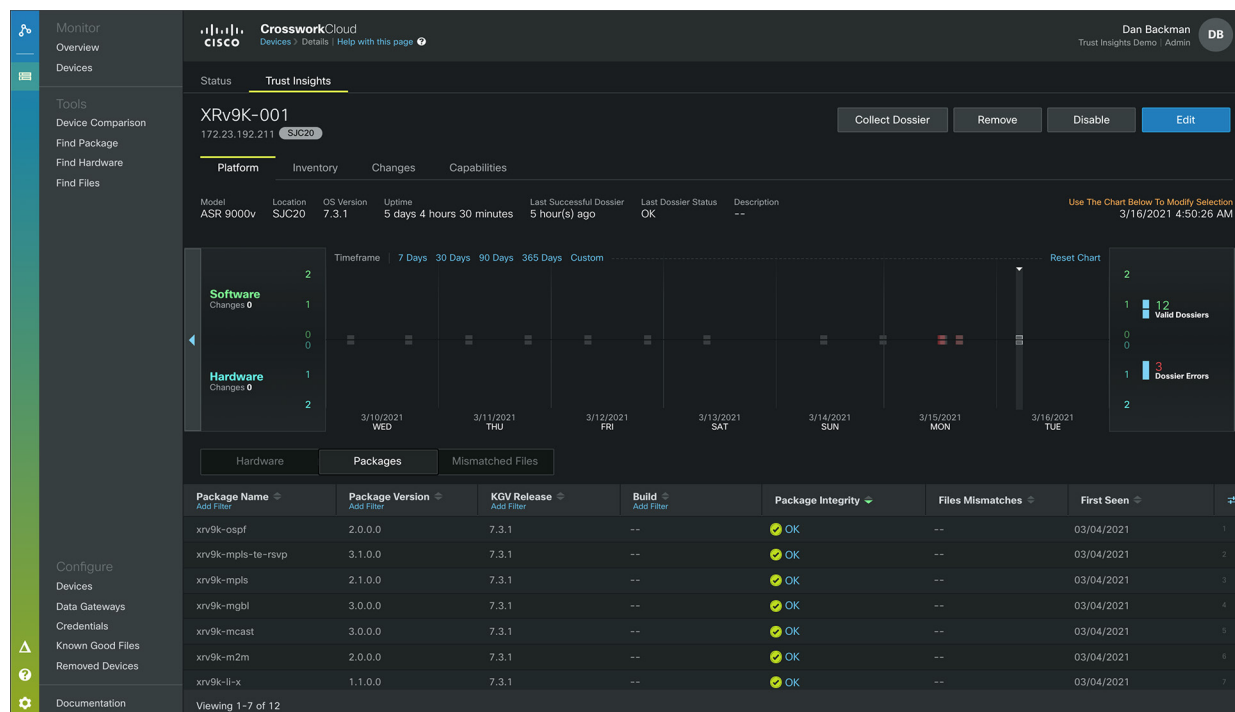 Monitor
Overview
Devices
Tools
Device Comparison
Find Package
Find Hardware
Find Files
Configure
Devices
Data Gateways
Credentials
Known Good Files
Removed Devices
Documentation
CISCO
CrossworkCloud
Devices > Details | Help with this page ?
Dan Backman
Trust Insights Demo | Admin
DB
Status Trust Insights
XRv9K-001
172.23.192.211 SJC20
Collect Dossier Remove Disable Edit
Platform Inventory Changes Capabilities
Model Location OS Version Uptime Last Successful Dossier Last Dossier Status Description
ASR 9000v SJC20 7.3.1 5 days 4 hours 30 minutes 5 hour(s) ago OK --
Use The Chart Below To Modify Selection
3/16/2021 4:50:26 AM
Timeframe | 7 Days 30 Days 90 Days 365 Days Custom Reset Chart
Software
Changes 0
2
1
0
0
Hardware
Changes 0
1
2
3/10/2021 3/11/2021 3/12/2021 3/13/2021 3/14/2021 3/15/2021 3/16/2021
WED THU FRI SAT SUN MON TUE
2
1
0
0
1
2
12
Valid Dossiers
3
Dossier Errors
Hardware Packages Mismatched Files
Package Name Package Version KGV Release Build Package Integrity Files Mismatches First Seen
Add Filter Add Filter Add Filter Add Filter
xrv9k-ospf 2.0.0.0 7.3.1 -- OK -- 03/04/2021 1
xrv9k-mpls-te-rsvp 3.1.0.0 7.3.1 -- OK -- 03/04/2021 2
xrv9k-mpls 2.1.0.0 7.3.1 -- OK -- 03/04/2021 3
xrv9k-mgbl 3.0.0.0 7.3.1 -- OK -- 03/04/2021 4
xrv9k-mcast 3.0.0.0 7.3.1 -- OK -- 03/04/2021 5
xrv9k-m2m 2.0.0.0 7.3.1 -- OK -- 03/04/2021 6
xrv9k-li-x 1.1.0.0 7.3.1 -- OK -- 03/04/2021 7
Viewing 1-7 of 12